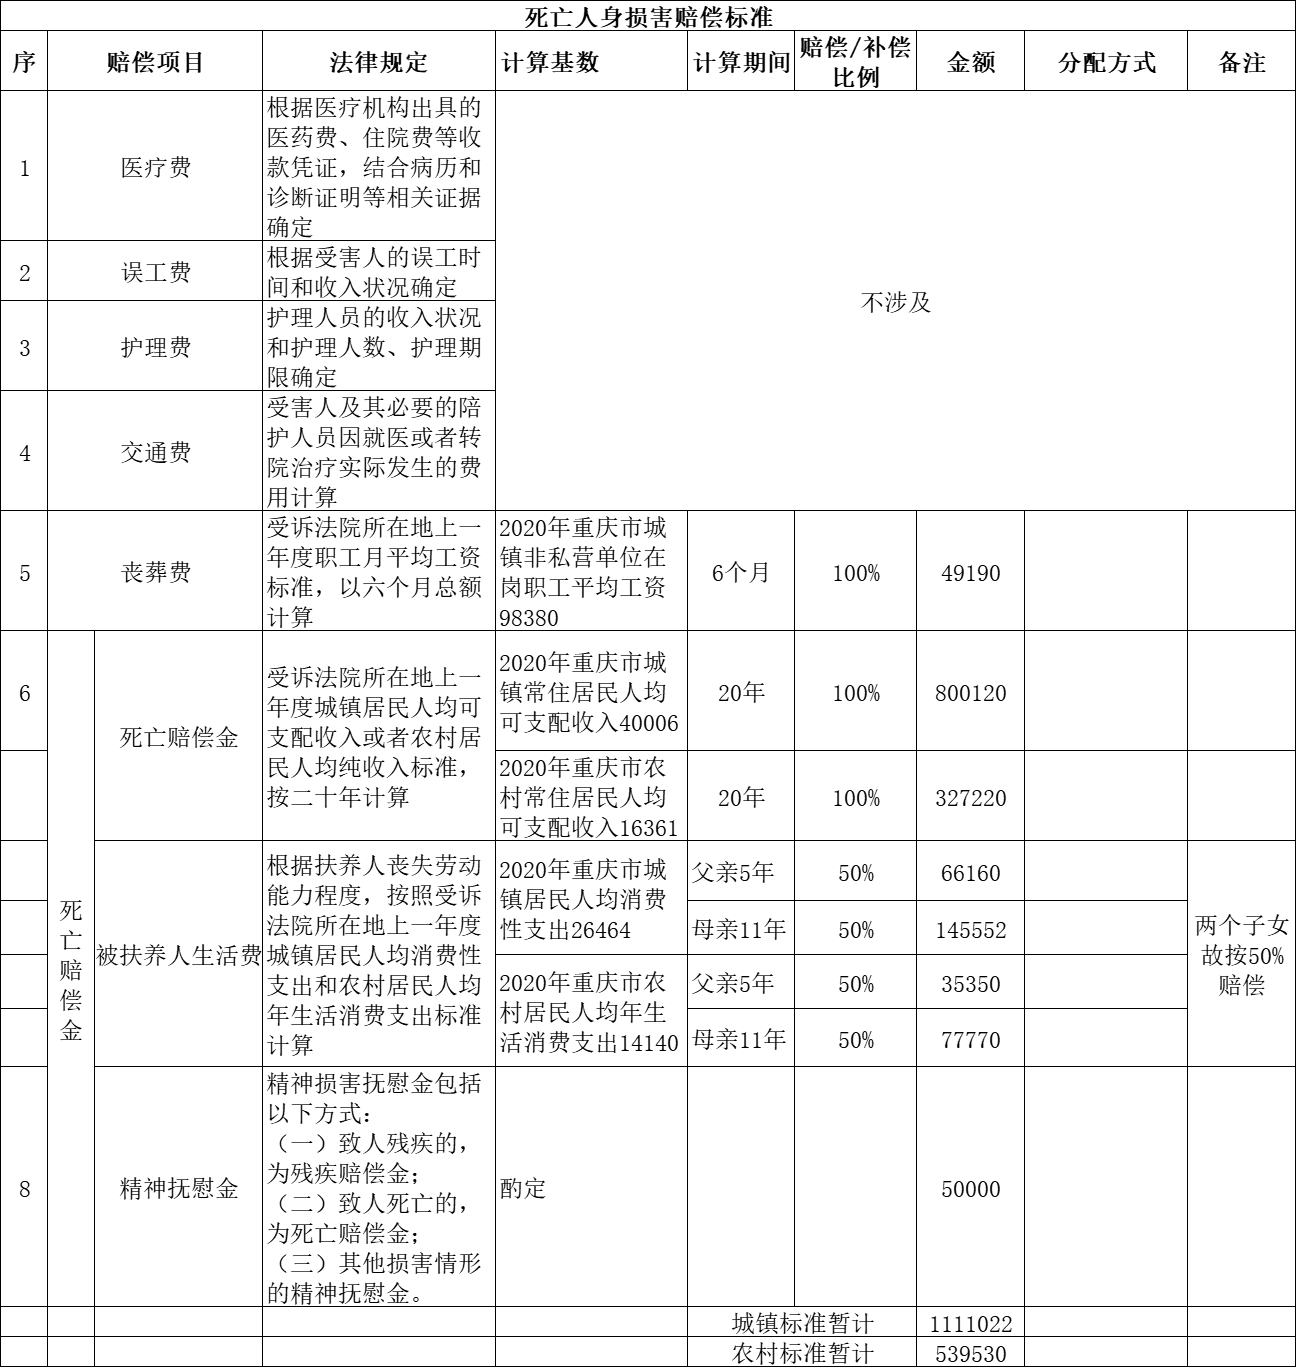 死亡人身损害赔偿标准
序
赔偿项目
法律规定
计算基数
计算期间
赔偿/补偿
比例
金额
分配方式
备注
1
医疗费
根据医疗机构出具的
医药费、住院费等收
款凭证，结合病历和
诊断证明等相关证据
确定
不涉及
2
误工费
根据受害人的误工时
间和收入状况确定
3
护理费
护理人员的收入状况
和护理人数、护理期
限确定
4
交通费
受害人及其必要的陪
护人员因就医或者转
院治疗实际发生的费
用计算
5
丧葬费
受诉法院所在地上一
年度职工月平均工资
标准，以六个月总额
计算
2020年重庆市城
镇非私营单位在
岗职工平均工资
98380
6个月
100%
49190
6
死亡赔偿金
死亡赔偿金
受诉法院所在地上一
年度城镇居民人均可
支配收入或者农村居
民人均纯收入标准，
按二十年计算
2020年重庆市城
镇常住居民人均
可支配收入40006
20年
100%
800120
2020年重庆市农
村常住居民人均
可支配收入16361
20年
100%
327220
被扶养人生活费
根据扶养人丧失劳动
能力程度，按照受诉
法院所在地上一年度
城镇居民人均消费性
支出和农村居民人均
年生活消费支出标准
计算
2020年重庆市城
镇居民人均消费
性支出26464
父亲5年
50%
66160
母亲11年
50%
145552
2020年重庆市农
村居民人均年生
活消费支出14140
父亲5年
50%
35350
母亲11年
50%
77770
两个子女
故按50%
赔偿
8
精神抚慰金
精神损害抚慰金包括
以下方式：
（一）致人残疾的，
为残疾赔偿金；
（二）致人死亡的，
为死亡赔偿金；
（三）其他损害情形
的精神抚慰金。
酌定
50000
城镇标准暂计
1111022
农村标准暂计
539530